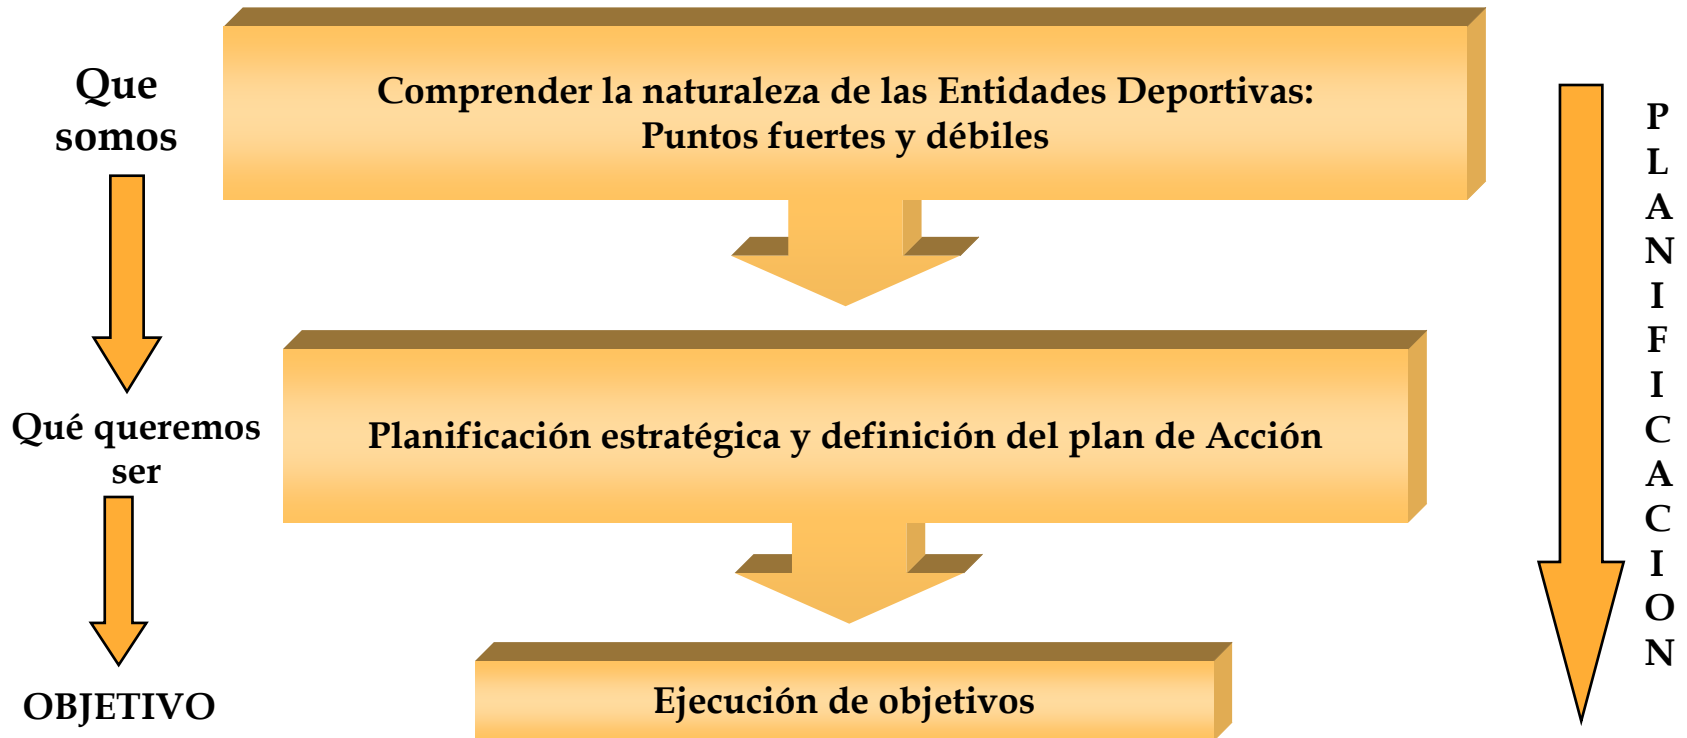 Que
somos
Comprender la naturaleza de las Entidades Deportivas:
Puntos fuertes y débiles
Qué queremos
ser
Planificación estratégica y definición del plan de Acción
OBJETIVO
Ejecución de objetivos
P
L
A
N
I
F
I
C
A
C
I
O
N